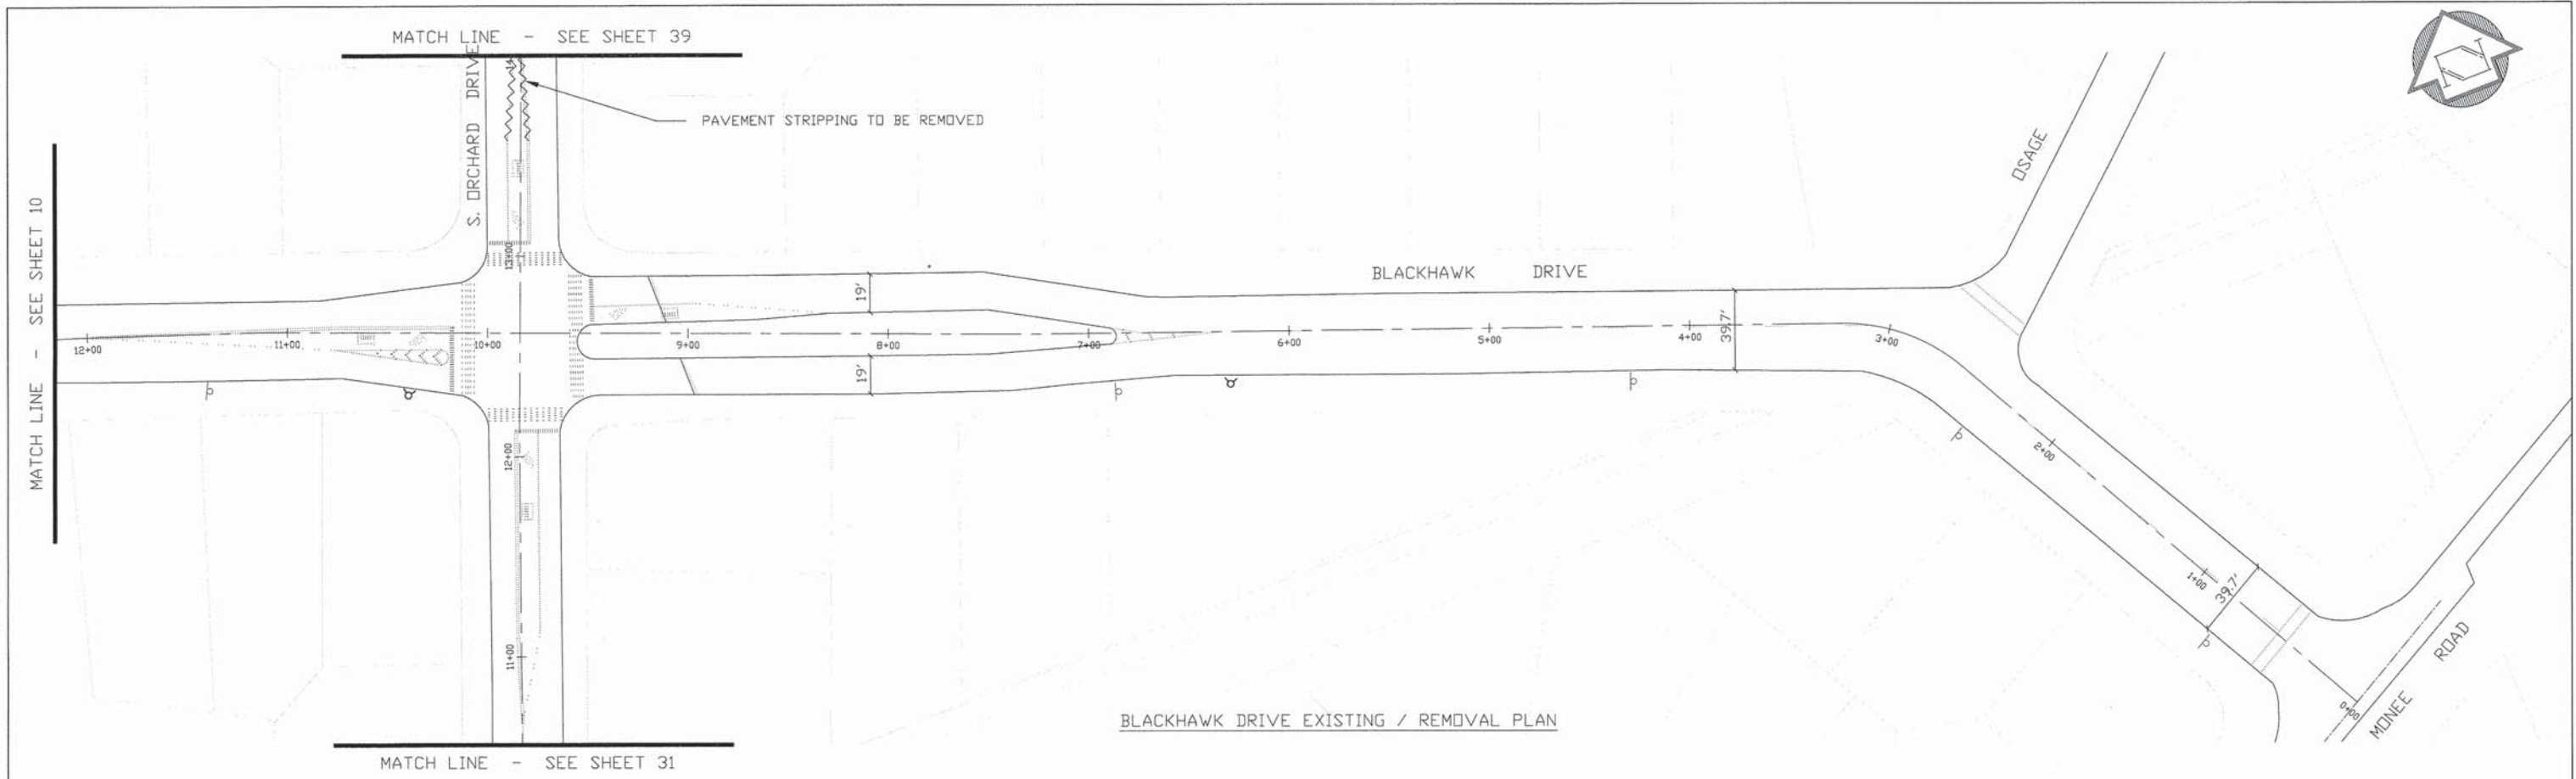 MATCH LINE - SEE SHEET 39
S. ORCHARD DRIVE
14
PAVEMENT STRIPPING TO BE REMOVED
N
OSAGE
MATCH LINE - SEE SHEET 10
13+00
BLACKHAWK DRIVE
19'
39.7'
12+00
11+00
10+00
9+00
8+00
7+00
6+00
5+00
4+00
3+00
19'
2+00
12+00
1+00
39.7'
11+00
0+00
MONEE ROAD
BLACKHAWK DRIVE EXISTING / REMOVAL PLAN
MATCH LINE - SEE SHEET 31